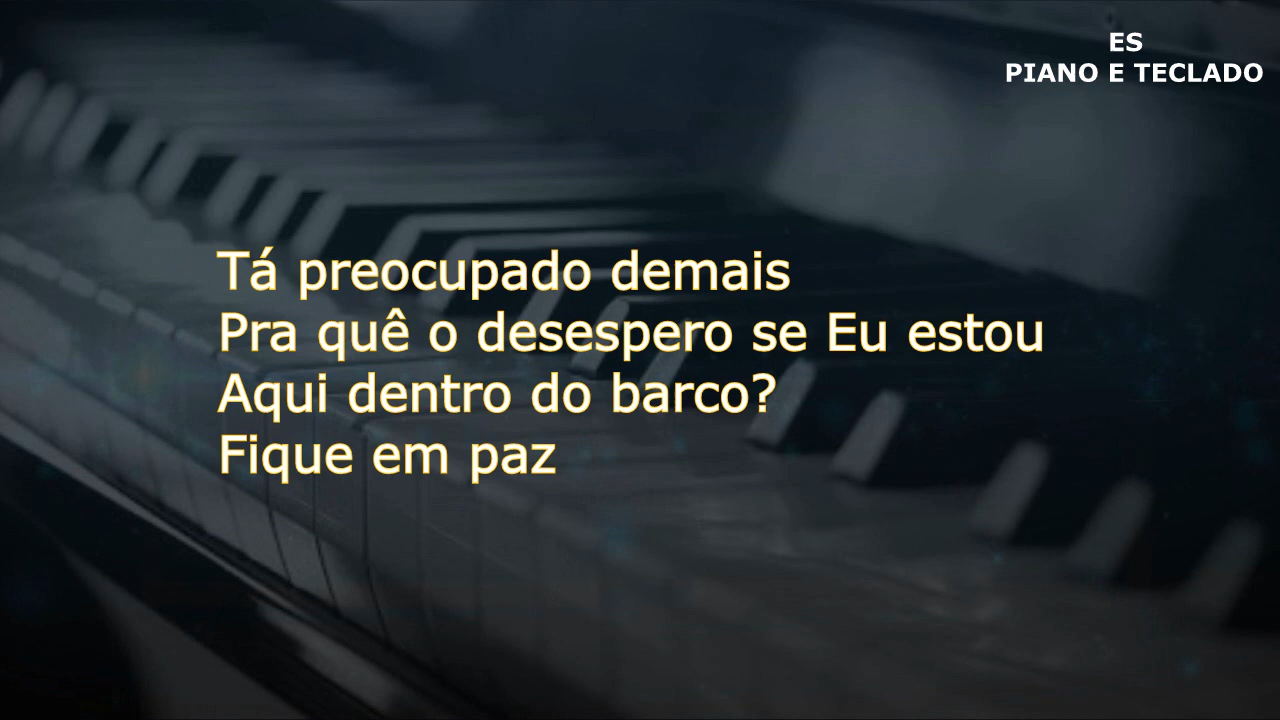 ES
PIANO E TECLADO
Tá preocupado demais
Pra quê o desespero se Eu estou
Aqui dentro do barco?
Fique em paz